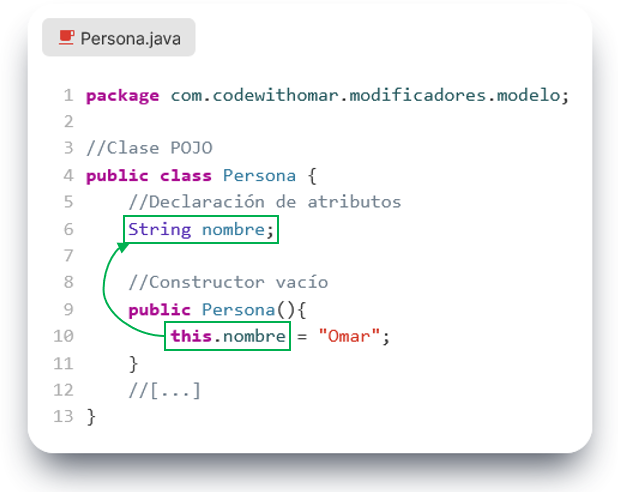 Persona.java
1 package com.codewithomar.modificadores.modelo;
2
3 //Clase POJO
4 public class Persona {
5 //Declaración de atributos
6 String nombre;
7
8 //Constructor vacío
9 public Persona(){
10 this.nombre = "Omar";
11 }
12 //[...]
13 }